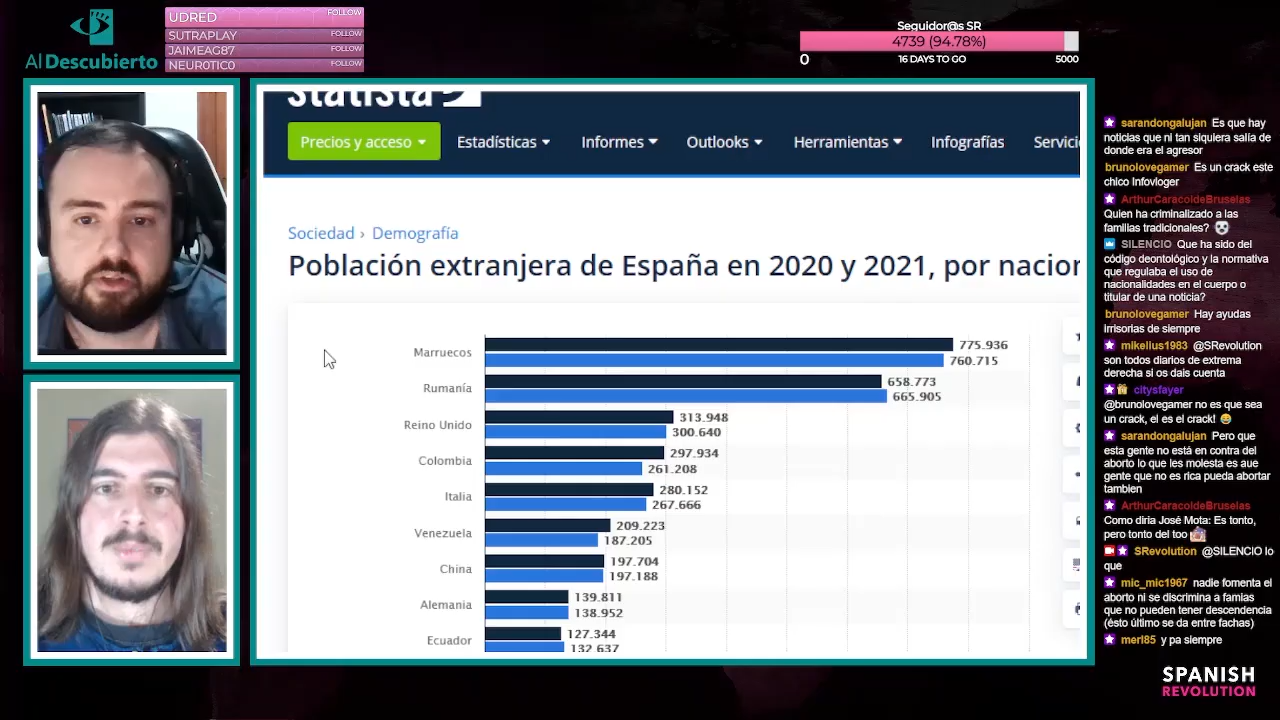 Al Descubierto
UDRED FOLLOW
SUTRAPLAY FOLLOW
JAIMEAG87 FOLLOW
NEUR0TIC0 FOLLOW
Seguidor@s SR
4739 (94.78%)
0 16 DAYS TO GO 5000
statista
Precios y acceso Estadísticas Informes Outlooks Herramientas Infografías Servici
Sociedad › Demografía
Población extranjera de España en 2020 y 2021, por nacion
Marruecos 775.936
760.715
Rumanía 658.773
665.905
Reino Unido 313.948
300.640
Colombia 297.934
261.208
Italia 280.152
267.666
Venezuela 209.223
187.205
China 197.704
197.188
Alemania 139.811
138.952
Ecuador 127.344
132.637
sarandongalujan Es que hay
noticias que ni tan siquiera salía de
donde era el agresor
brunolovegamer Es un crack este
chico Infovloger
ArthurCaracoldeBruselas
Quien ha criminalizado a las
familias tradicionales?
SILENCIO Que ha sido del
código deontológico y la normativa
que regulaba el uso de
nacionalidades en el cuerpo o
titular de una noticia?
brunolovegamer Hay ayudas
irrisorias de siempre
mikelius1983 @SRevolution
son todos diarios de extrema
derecha si os dais cuenta
citysfayer
@brunolovegamer no es que sea
un crack, el es el crack!
sarandongalujan Pero que
esta gente no está en contra del
aborto lo que les molesta es aue
gente que no es rica pueda abortar
tambien
ArthurCaracoldeBruselas
Como diria José Mota: Es tonto,
pero tonto del too
SRevolution @SILENCIO lo
que
mic_mic1967 nadie fomenta el
aborto ni se discrimina a famias
que no pueden tener descendencia
(ésto último se da entre fachas)
merl85 y pa siempre
SPANISH
REVOLUTION